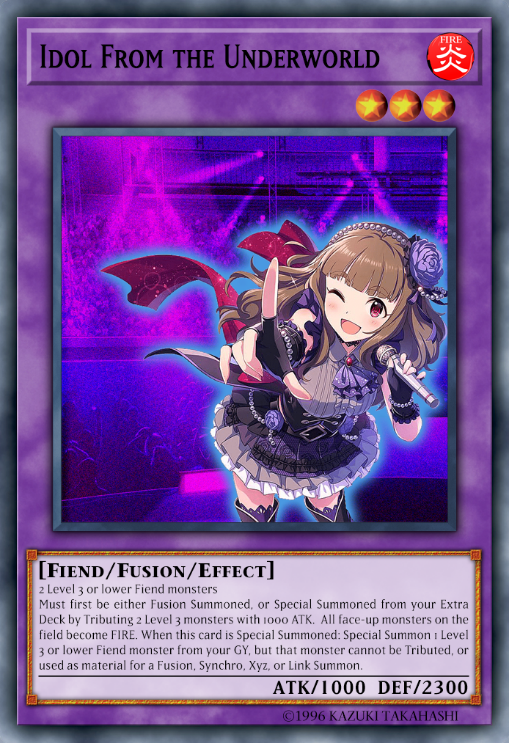 Idol From the Underworld
FIRE
炎
[Fiend/Fusion/Effect]
2 Level 3 or lower Fiend monsters
Must first be either Fusion Summoned, or Special Summoned from your Extra
Deck by Tributing 2 Level 3 monsters with 1000 ATK. All face-up monsters on the
field become FIRE. When this card is Special Summoned: Special Summon 1 Level
3 or lower Fiend monster from your GY, but that monster cannot be Tributed, or
used as material for a Fusion, Synchro, Xyz, or Link Summon.
ATK/1000 DEF/2300
©1996 KAZUKI TAKAHASHI